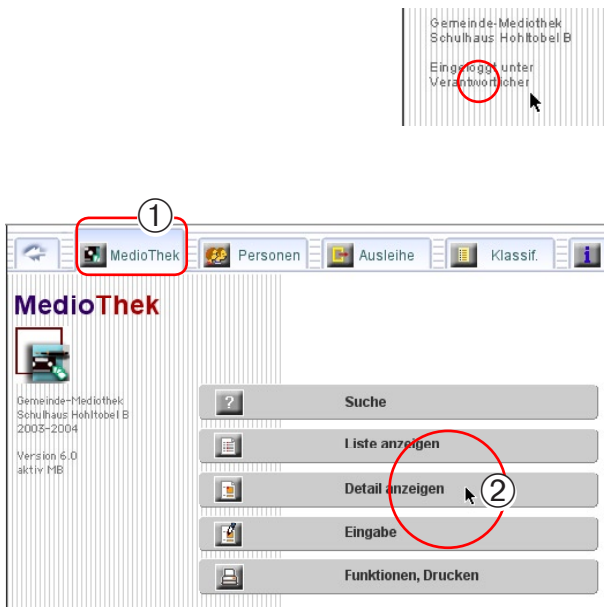 Gemeinde-Mediothek
Schulhaus Hohltobel B
Eingeloggt unter
Verantwortlicher
1
MedioThek
Personen
Ausleihe
Klassif.
i
MedioThek
Gemeinde-Mediothek
Schulhaus Hohltobel B
2003-2004
Version 6.0
aktiv MB
? Suche
Liste anzeigen
Detail anzeigen
2
Eingabe
Funktionen, Drucken